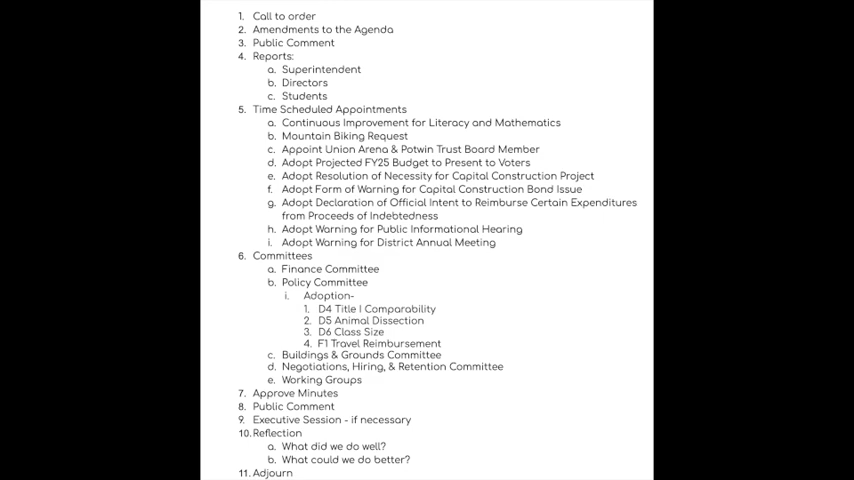 1. Call to order
2. Amendments to the Agenda
3. Public Comment
4. Reports:
a. Superintendent
b. Directors
c. Students
5. Time Scheduled Appointments
a. Continuous Improvement for Literacy and Mathematics
b. Mountain Biking Request
c. Appoint Union Arena & Potwin Trust Board Member
d. Adopt Projected FY25 Budget to Present to Voters
e. Adopt Resolution of Necessity for Capital Construction Project
f. Adopt Form of Warning for Capital Construction Bond Issue
g. Adopt Declaration of Official Intent to Reimburse Certain Expenditures
from Proceeds of Indebtedness
h. Adopt Warning for Public Informational Hearing
i. Adopt Warning for District Annual Meeting
6. Committees
a. Finance Committee
b. Policy Committee
i. Adoption-
1. D4 Title I Comparability
2. D5 Animal Dissection
3. D6 Class Size
4. F1 Travel Reimbursement
c. Buildings & Grounds Committee
d. Negotiations, Hiring, & Retention Committee
e. Working Groups
7. Approve Minutes
8. Public Comment
9. Executive Session - if necessary
10. Reflection
a. What did we do well?
b. What could we do better?
11. Adjourn